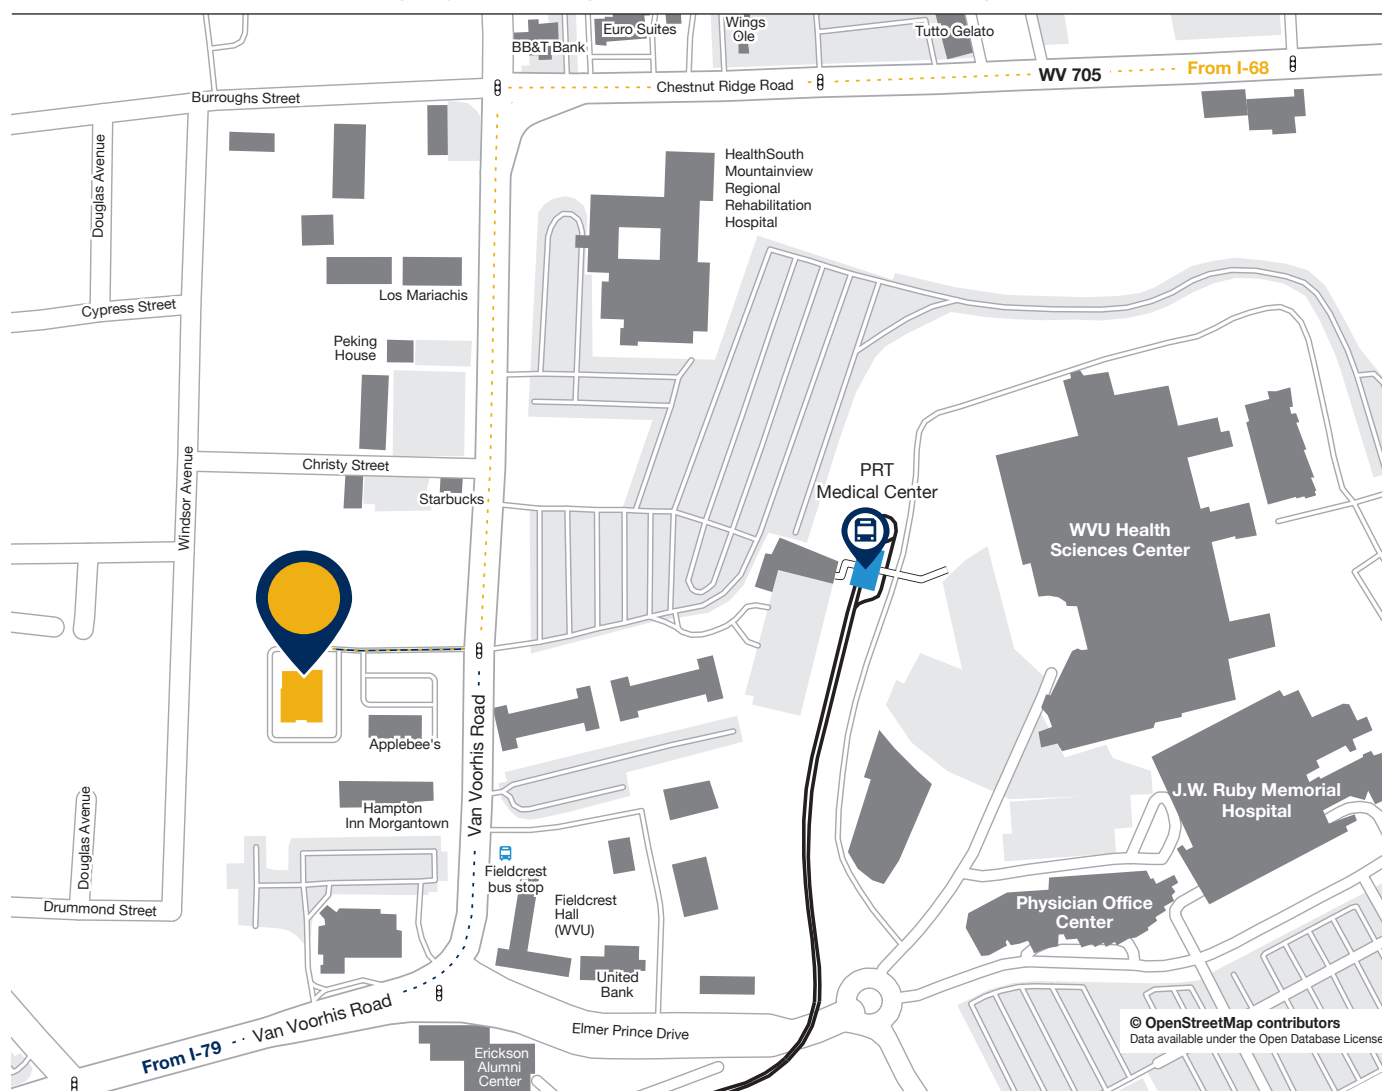 Wings
Ole
Euro Suites
Tutto Gelato
BB&T Bank
From I-68
WV 705
Chestnut Ridge Road
Burroughs Street
Douglas Avenue
HealthSouth
Mountainview
Regional
Rehabilitation
Hospital
Los Mariachis
Cypress Street
Peking
House
Christy Street
Windsor Avenue
Starbucks
PRT
Medical Center
WVU Health
Sciences Center
Van Voorhis Road
Applebee's
Hampton
Inn Morgantown
J.W. Ruby Memorial
Hospital
Douglas Avenue
Fieldcrest
bus stop
Drummond Street
Fieldcrest
Hall
(WVU)
Physician Office
Center
United
Bank
Van Voorhis Road
From I-79
Elmer Prince Drive
Erickson
Alumni
Center
© OpenStreetMap contributors
Data available under the Open Database License